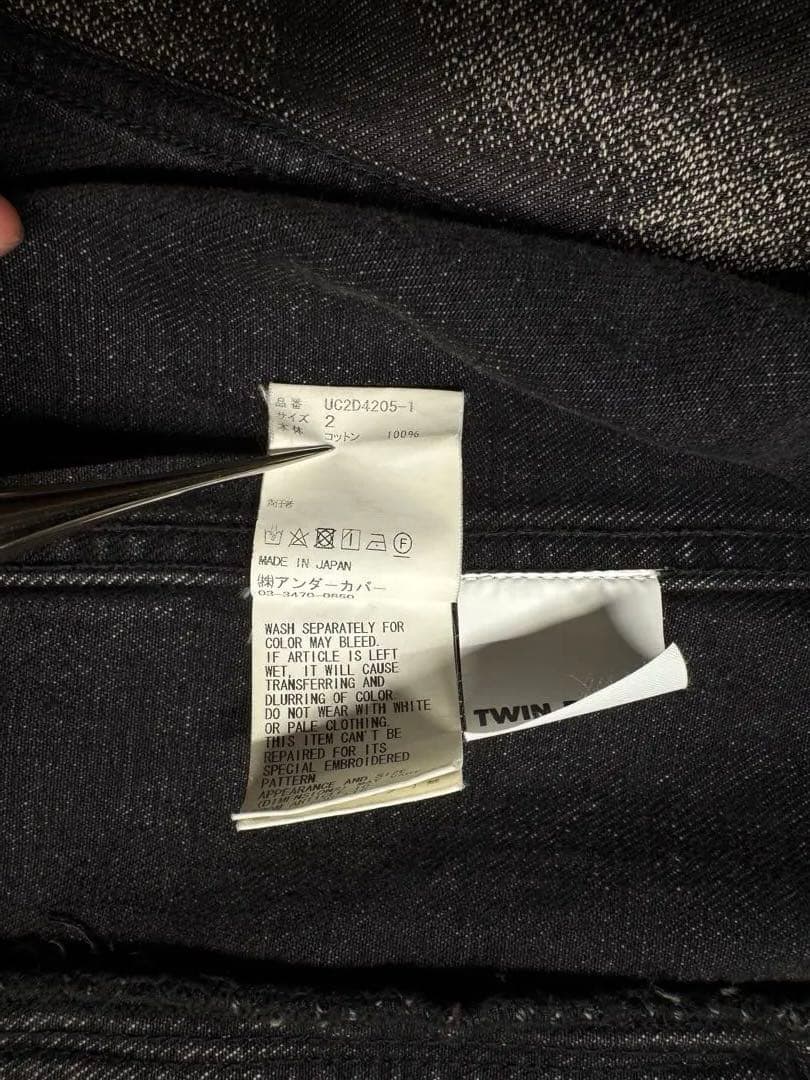 品番 UC2D4205-1
サイズ 2
本体 コットン 100%
MADE IN JAPAN
㈱アンダーカバー
03-3479-0850
WASH SEPARATELY FOR
COLOR MAY BLEED.
IF ARTICLE IS LEFT
WET, IT WILL CAUSE
TRANSFERRING AND
DLURRING OF COLOR.
DO NOT WEAR WITH WHITE
OR PALE CLOTHING.
THIS ITEM CAN'T BE
REPAIRED FOR ITS
SPECIAL EMBROIDERED
PATTERN
APPEARANCE AND
TWIN